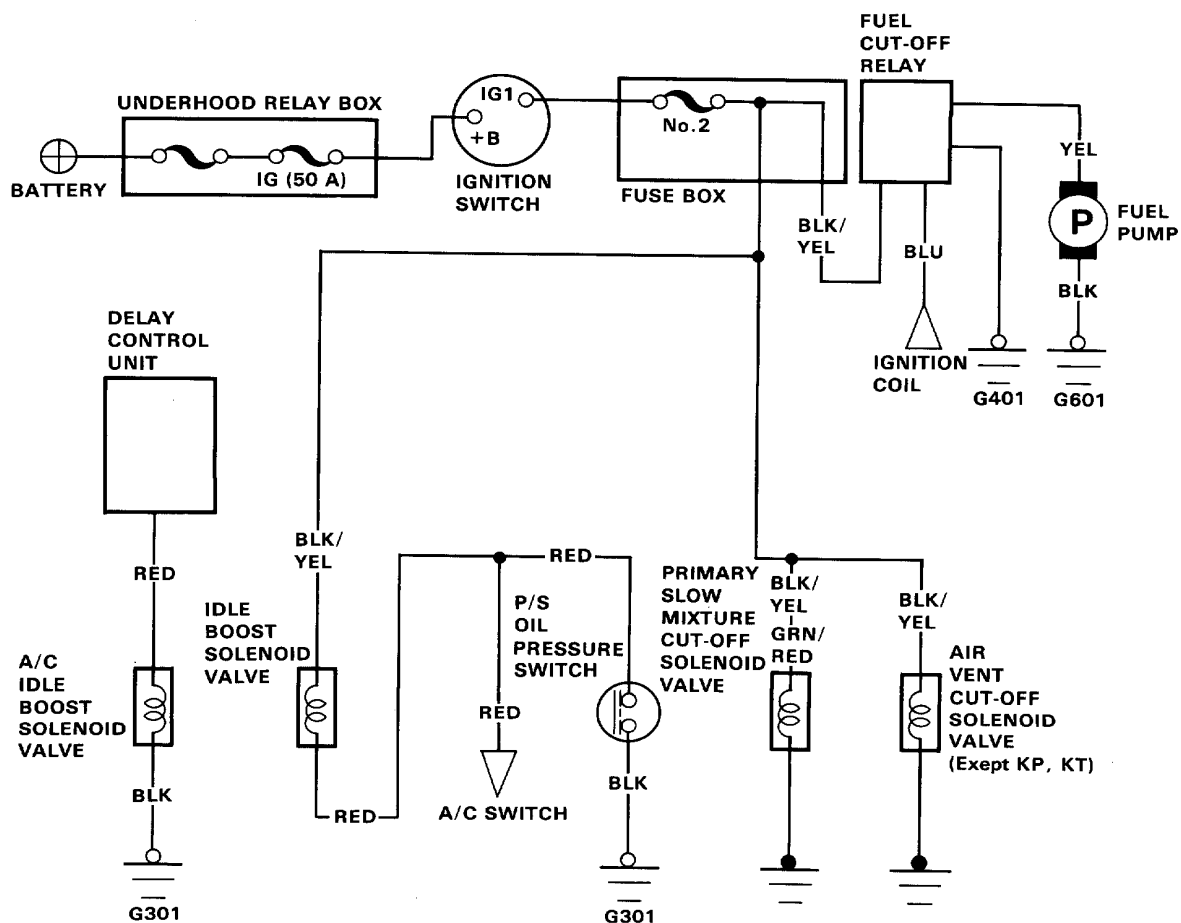 FUEL
CUT-OFF
RELAY
UNDERHOOD RELAY BOX
IG1
+B
No.2
BATTERY
IG (50 A)
IGNITION
SWITCH
FUSE BOX
YEL
FUEL
PUMP
P
BLK/
YEL
BLU
BLK
IGNITION
COIL
G401
G601
DELAY
CONTROL
UNIT
RED
BLK/
YEL
RED
IDLE
BOOST
SOLENOID
VALVE
P/S
OIL
PRESSURE
SWITCH
PRIMARY
SLOW
MIXTURE
CUT-OFF
SOLENOID
VALVE
BLK/
YEL
GRN/
RED
BLK/
YEL
A/C
IDLE
BOOST
SOLENOID
VALVE
AIR
VENT
CUT-OFF
SOLENOID
VALVE
(Exept KP, KT)
RED
BLK
RED
A/C SWITCH
BLK
G301
G301